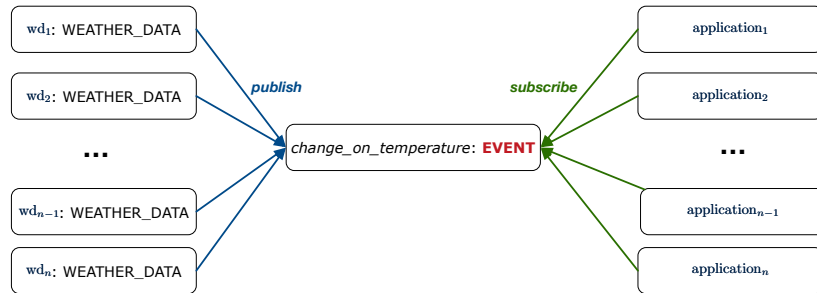 wd₁: WEATHER_DATA
wd₂: WEATHER_DATA
...
wdₙ₋₁: WEATHER_DATA
wdₙ: WEATHER_DATA
publish
change_on_temperature: EVENT
subscribe
application₁
application₂
...
applicationₙ₋₁
applicationₙ